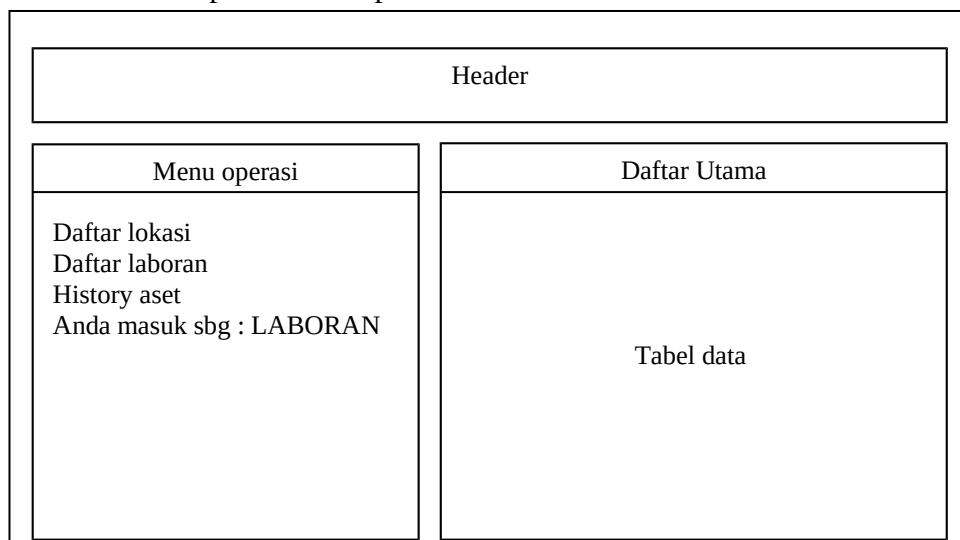 Header
Menu operasi
Daftar lokasi
Daftar laboran
History aset
Anda masuk sbg : LABORAN
Daftar Utama
Tabel data